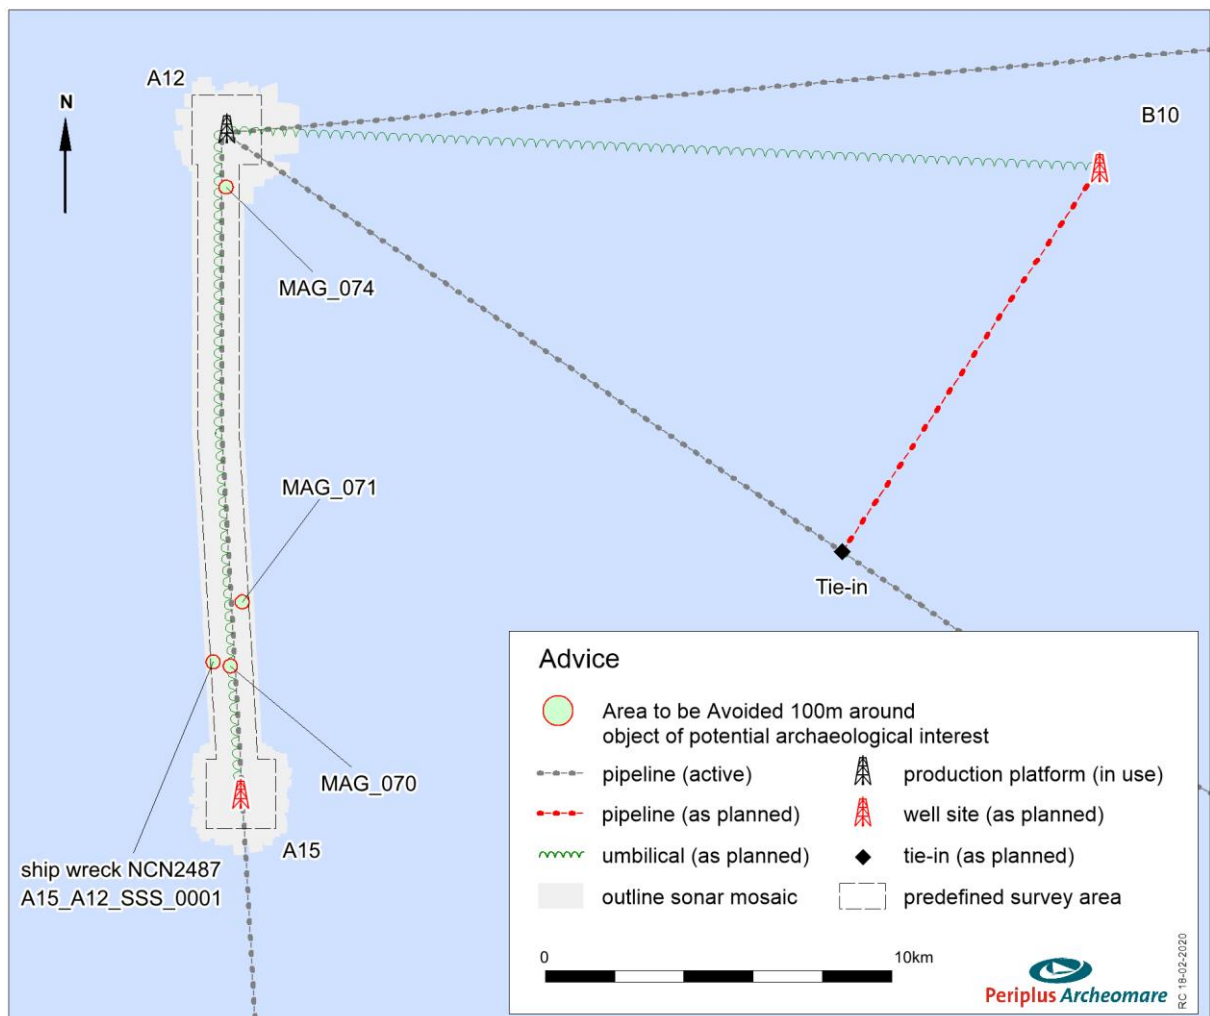 A12
N
B10
MAG_074
MAG_071
Tie-in
MAG_070
A15
ship wreck NCN2487
A15_A12_SSS_0001
Advice
Area to be Avoided 100m around
object of potential archaeological interest
pipeline (active)
production platform (in use)
pipeline (as planned)
well site (as planned)
umbilical (as planned)
tie-in (as planned)
outline sonar mosaic
predefined survey area
0
10km
Periplus Archeomare
RC 18-02-2020